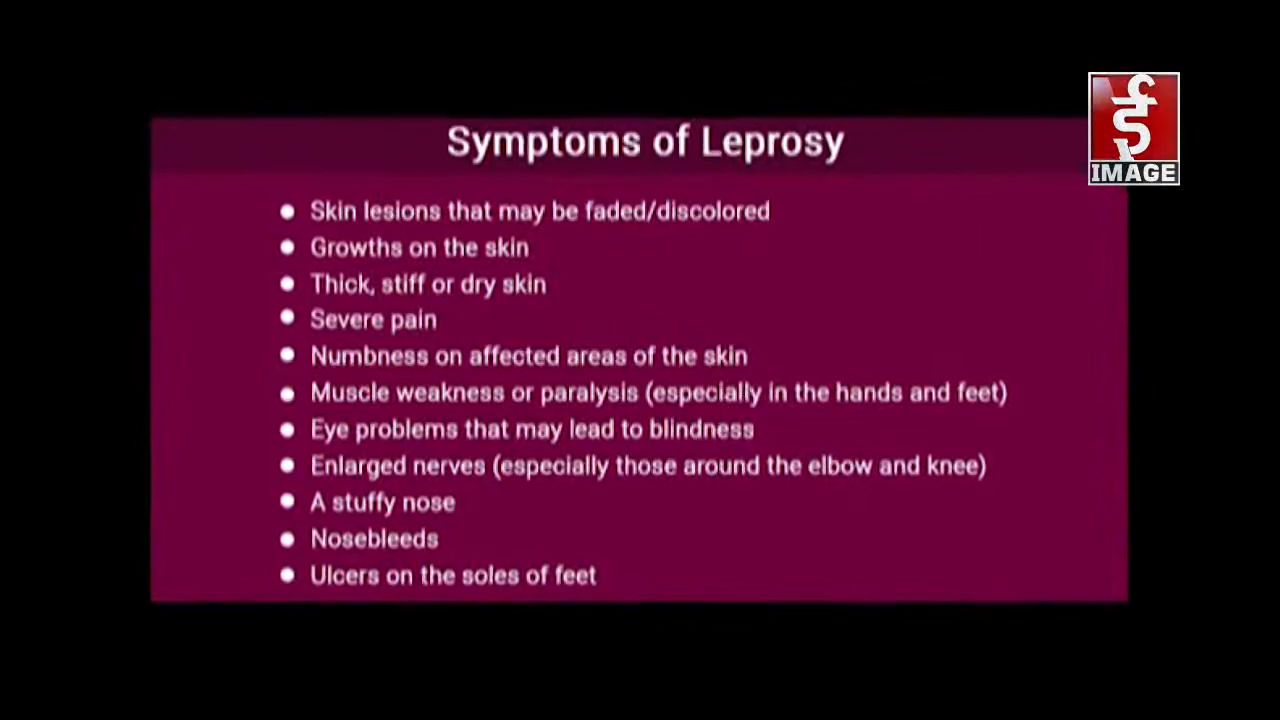 Symptoms of Leprosy
IMAGE
● Skin lesions that may be faded/discolored
● Growths on the skin
● Thick, stiff or dry skin
● Severe pain
● Numbness on affected areas of the skin
● Muscle weakness or paralysis (especially in the hands and feet)
● Eye problems that may lead to blindness
● Enlarged nerves (especially those around the elbow and knee)
● A stuffy nose
● Nosebleeds
● Ulcers on the soles of feet